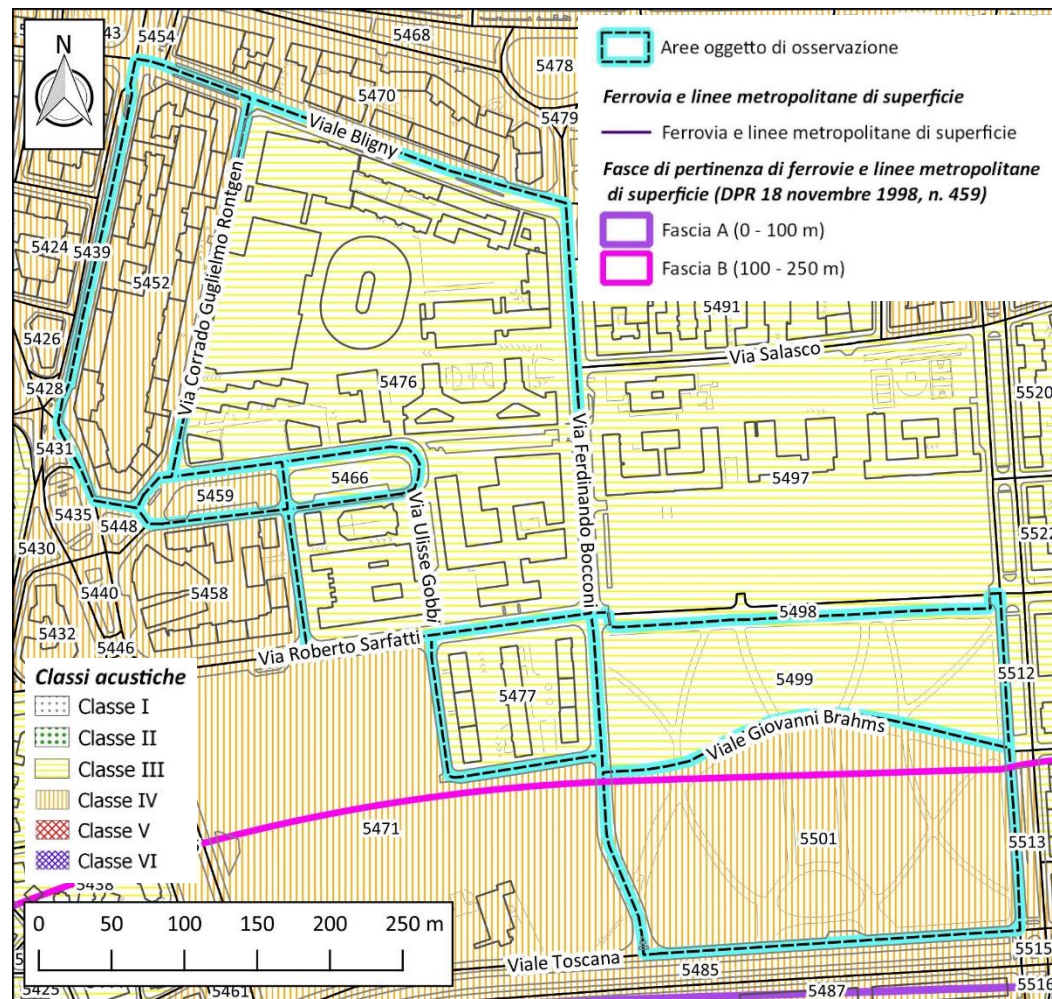 N
Aree oggetto di osservazione
Ferrovia e linee metropolitane di superficie
Ferrovia e linee metropolitane di superficie
Fasce di pertinenza di ferrovie e linee metropolitane
di superficie (DPR 18 novembre 1998, n. 459)
Fascia A (0 - 100 m)
Fascia B (100 - 250 m)
5454
5468
5478
5470
5479
Viale Bligny
5424
5439
5452
Via Corrado Guglielmo Rontgen
5491
Via Salasco
5426
5428
5476
5520
5431
5466
5459
5497
5435
5448
Via Ulisse Gobbi
Via Ferdinando Bocconi
5430
5522
5440
5458
5432
5446
5498
Via Roberto Sarfatti
5477
5499
5512
Viale Giovanni Brahms
Classi acustiche
Classe I
Classe II
Classe III
Classe IV
Classe V
Classe VI
5471
5501
5513
5438
0 50 100 150 200 250 m
Viale Toscana
5485
5515
5425
5461
5487
5516